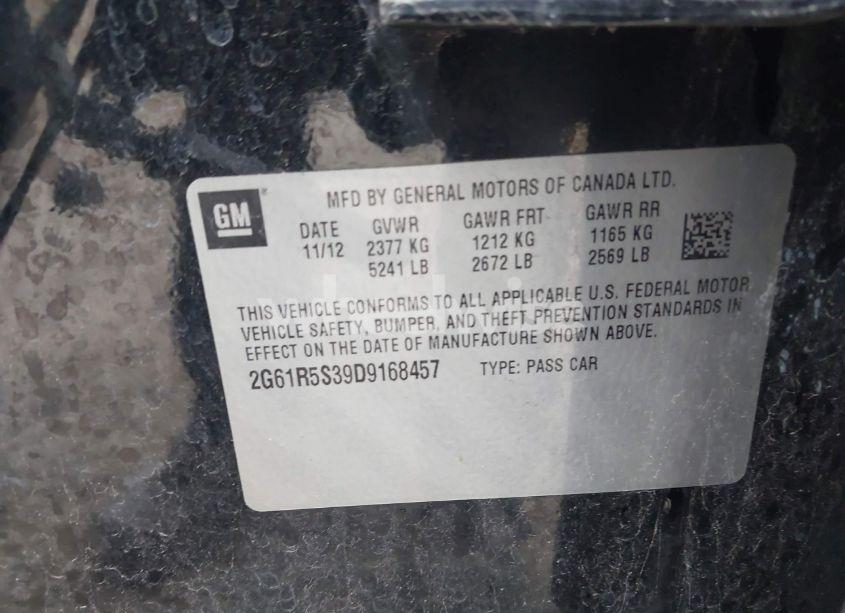 GM
MFD BY GENERAL MOTORS OF CANADA LTD.
DATE GVWR GAWR FRT GAWR RR
11/12 2377 KG 1212 KG 1165 KG
5241 LB 2672 LB 2569 LB
THIS VEHICLE CONFORMS TO ALL APPLICABLE U.S. FEDERAL MOTOR
VEHICLE SAFETY, BUMPER, AND THEFT PREVENTION STANDARDS IN
EFFECT ON THE DATE OF MANUFACTURE SHOWN ABOVE.
2G61R5S39D9168457 TYPE: PASS CAR